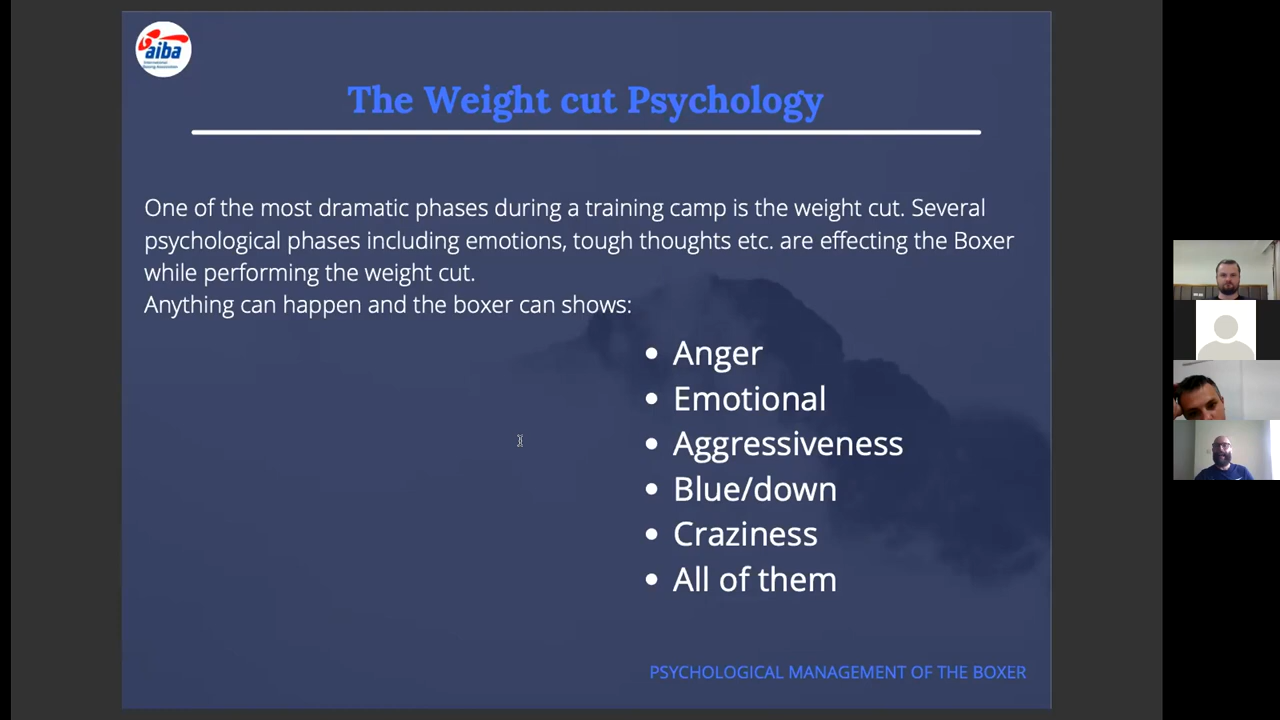 aiba
International
Boxing Association
The Weight cut Psychology
One of the most dramatic phases during a training camp is the weight cut. Several
psychological phases including emotions, tough thoughts etc. are effecting the Boxer
while performing the weight cut.
Anything can happen and the boxer can shows:
• Anger
• Emotional
• Aggressiveness
• Blue/down
• Craziness
• All of them
PSYCHOLOGICAL MANAGEMENT OF THE BOXER